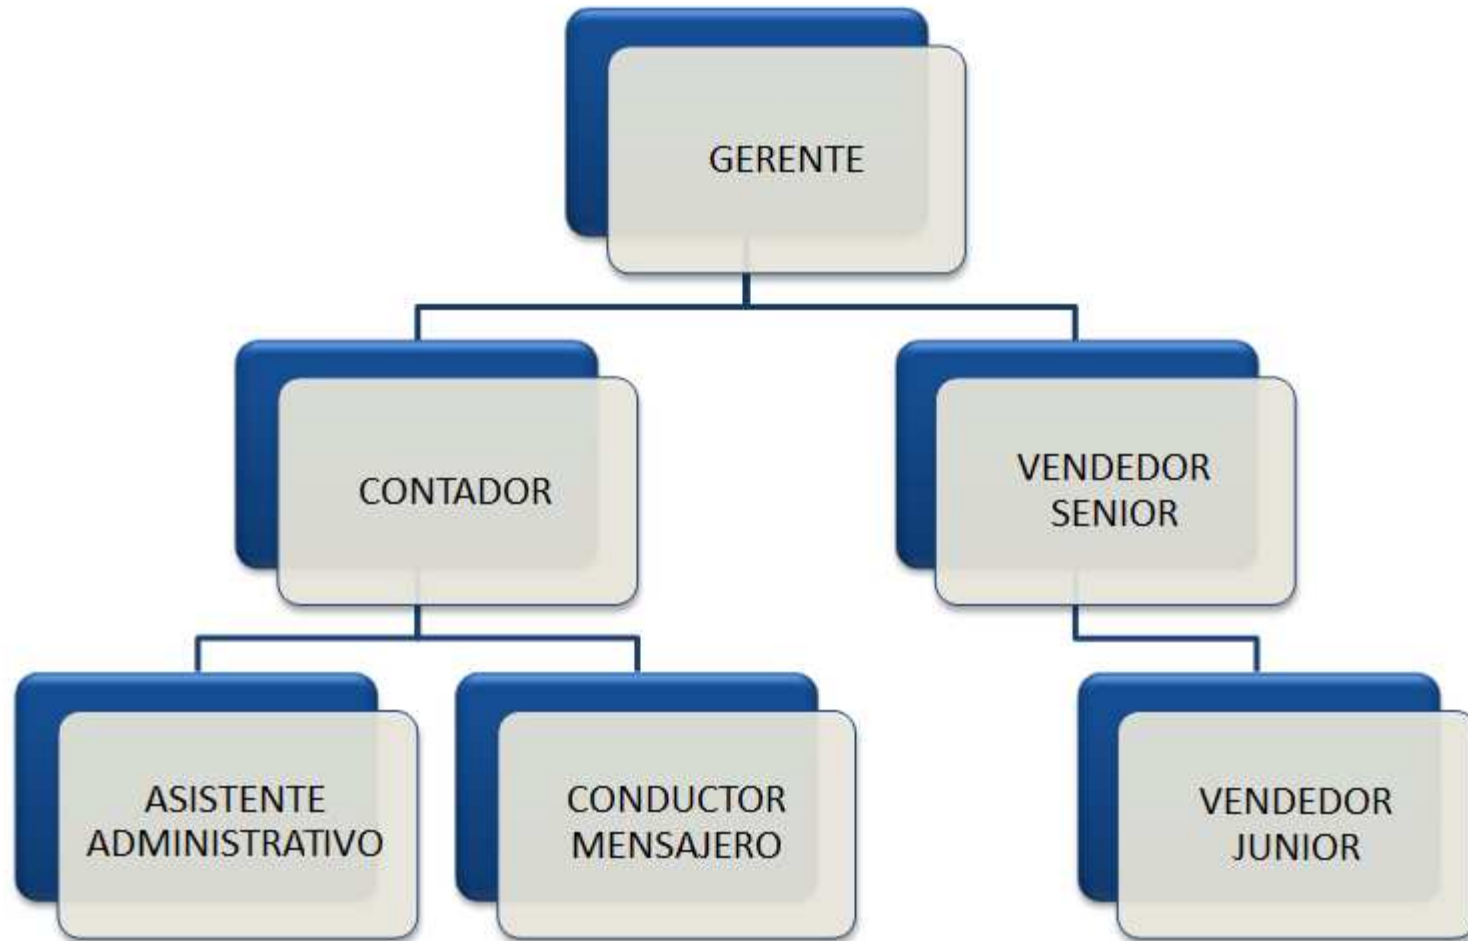 GERENTE
CONTADOR
VENDEDOR
SENIOR
ASISTENTE
ADMINISTRATIVO
CONDUCTOR
MENSAJERO
VENDEDOR
JUNIOR